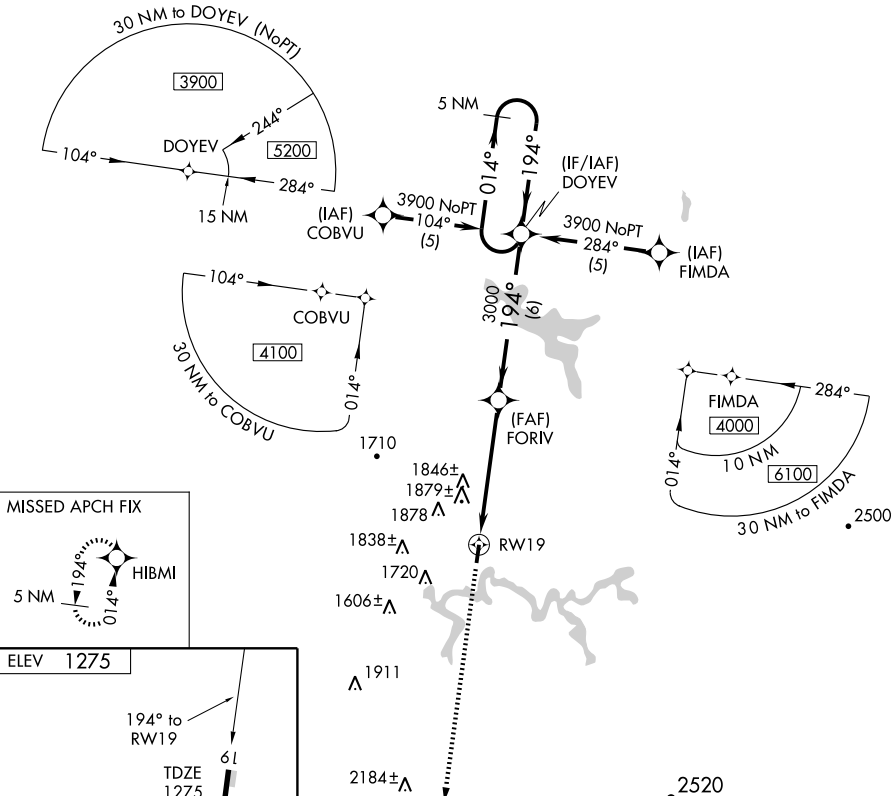 30 NM to DOYEV (NoPT)
3900
244°
DOYEV
5200
104°
284°
15 NM
5 NM
014°
194°
(IF/IAF)
DOYEV
(IAF)
COBVU
3900 NoPT
104°
(5)
3900 NoPT
284°
(5)
(IAF)
FIMDA
3000
194°
(6)
104°
COBVU
4100
014°
30 NM to COBVU
(FAF)
FORIV
FIMDA
284°
4000
10 NM
014°
6100
30 NM to FIMDA
1710
1846±
1879±
1878
2500
1838±
RW19
1720
1606±
MISSED APCH FIX
194°
HIBMI
5 NM
014°
ELEV 1275
1911
194° to
RW19
19
TDZE
1275
2184±
2520